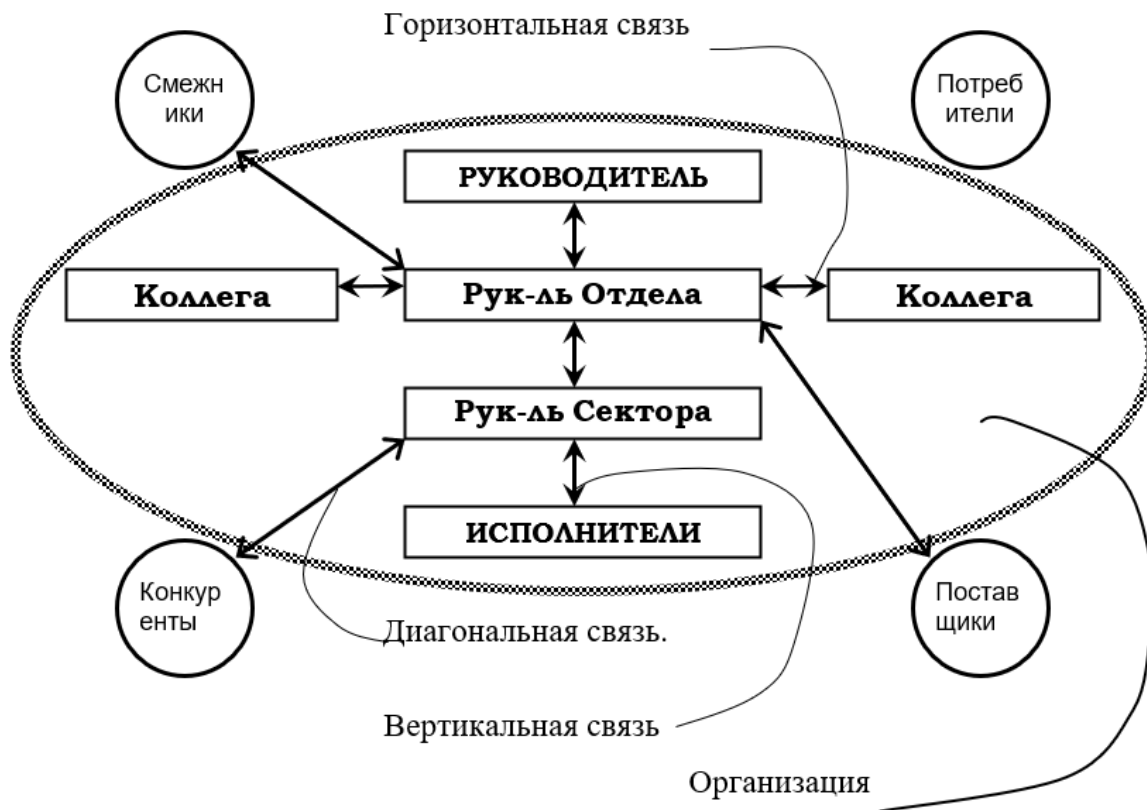 Горизонтальная связь
Смежн
ики
Потреб
ители
РУКОВОДИТЕЛЬ
Коллега
Рук-ль Отдела
Коллега
Рук-ль Сектора
ИСПОЛНИТЕЛИ
Конкур
енты
Постав
щики
Диагональная связь.
Вертикальная связь
Организация